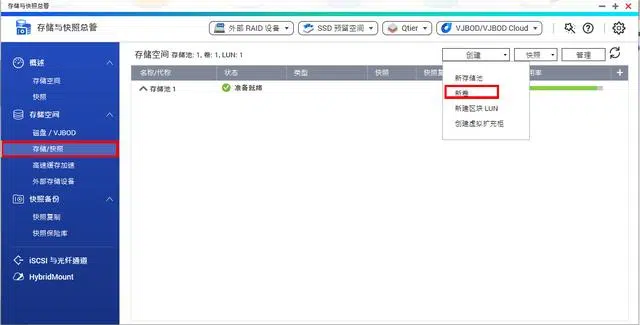 存储与快照总管
存储与快照总管
外部 RAID 设备
SSD 预留空间
Qtier
VJBOD/VJBOD Cloud
概述
存储空间
快照
存储空间
磁盘 / VJBOD
存储/快照
高速缓存加速
外部存储设备
快照备份
快照复制
快照保险库
iSCSI 与光纤通道
HybridMount
存储空间 存储池: 1, 卷: 1, LUN: 1
创建
快照
管理
名称/代称
状态
类型
快照
快照复
用率
存储池 1
准备就绪
新存储池
新卷
新建区块 LUN
创建虚拟扩充柜